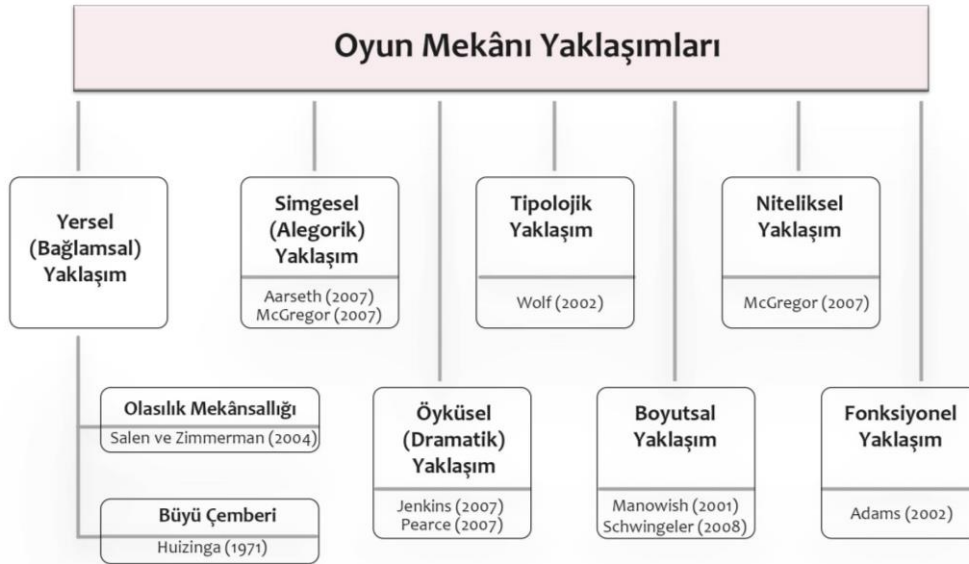 Oyun Mekânı Yaklaşımları
Yersel
(Bağlamsal)
Yaklaşım
Simgesel
(Alegorik)
Yaklaşım
Aarseth (2007)
McGregor (2007)
Tipolojik
Yaklaşım
Wolf (2002)
Niteliksel
Yaklaşım
McGregor (2007)
Olasılık Mekânsallığı
Salen ve Zimmerman (2004)
Büyü Çemberi
Huizinga (1971)
Öyküsel
(Dramatik)
Yaklaşım
Jenkins (2007)
Pearce (2007)
Boyutsal
Yaklaşım
Manowish (2001)
Schwingeler (2008)
Fonksiyonel
Yaklaşım
Adams (2002)